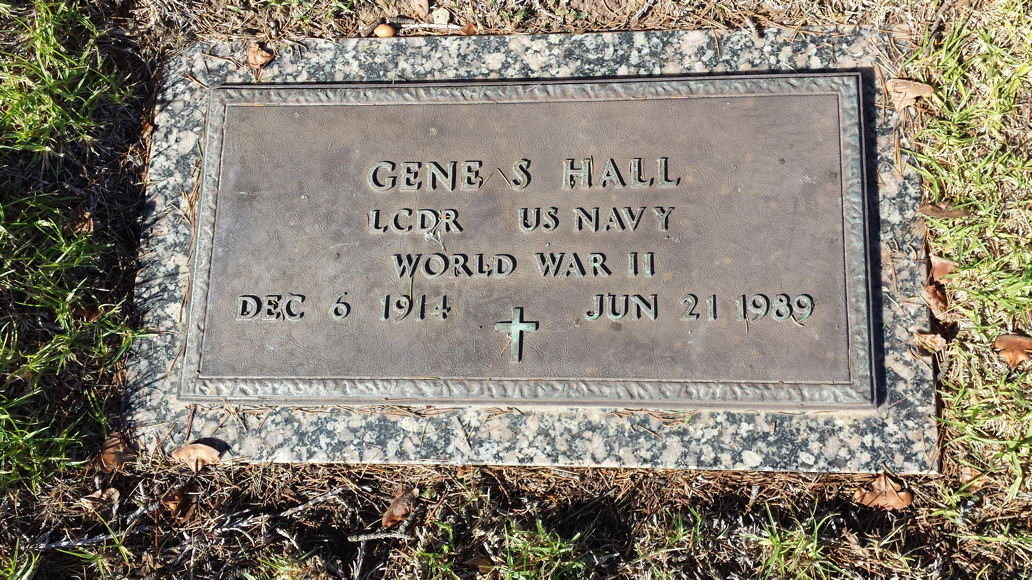 GENE S HALL
LCDR US NAVY
WORLD WAR II
DEC 6 1914 JUN 21 1989